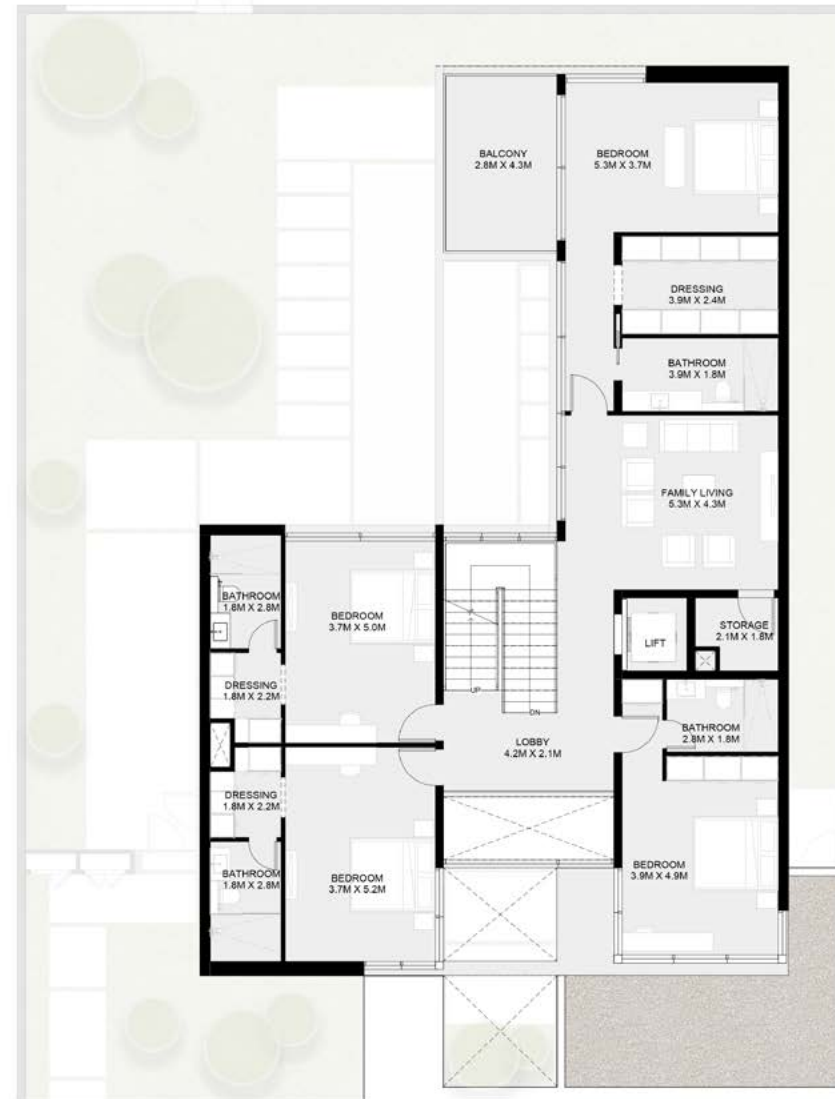 BALCONY
2.8M X 4.3M
BEDROOM
5.3M X 3.7M
DRESSING
3.9M X 2.4M
BATHROOM
3.9M X 1.8M
FAMILY LIVING
5.3M X 4.3M
BATHROOM
1.8M X 2.8M
BEDROOM
3.7M X 5.0M
LIFT
STORAGE
2.1M X 1.8M
DRESSING
1.8M X 2.2M
UP
DN
LOBBY
4.2M X 2.1M
BATHROOM
2.8M X 1.8M
DRESSING
1.8M X 2.2M
BATHROOM
1.8M X 2.8M
BEDROOM
3.7M X 5.2M
BEDROOM
3.9M X 4.9M